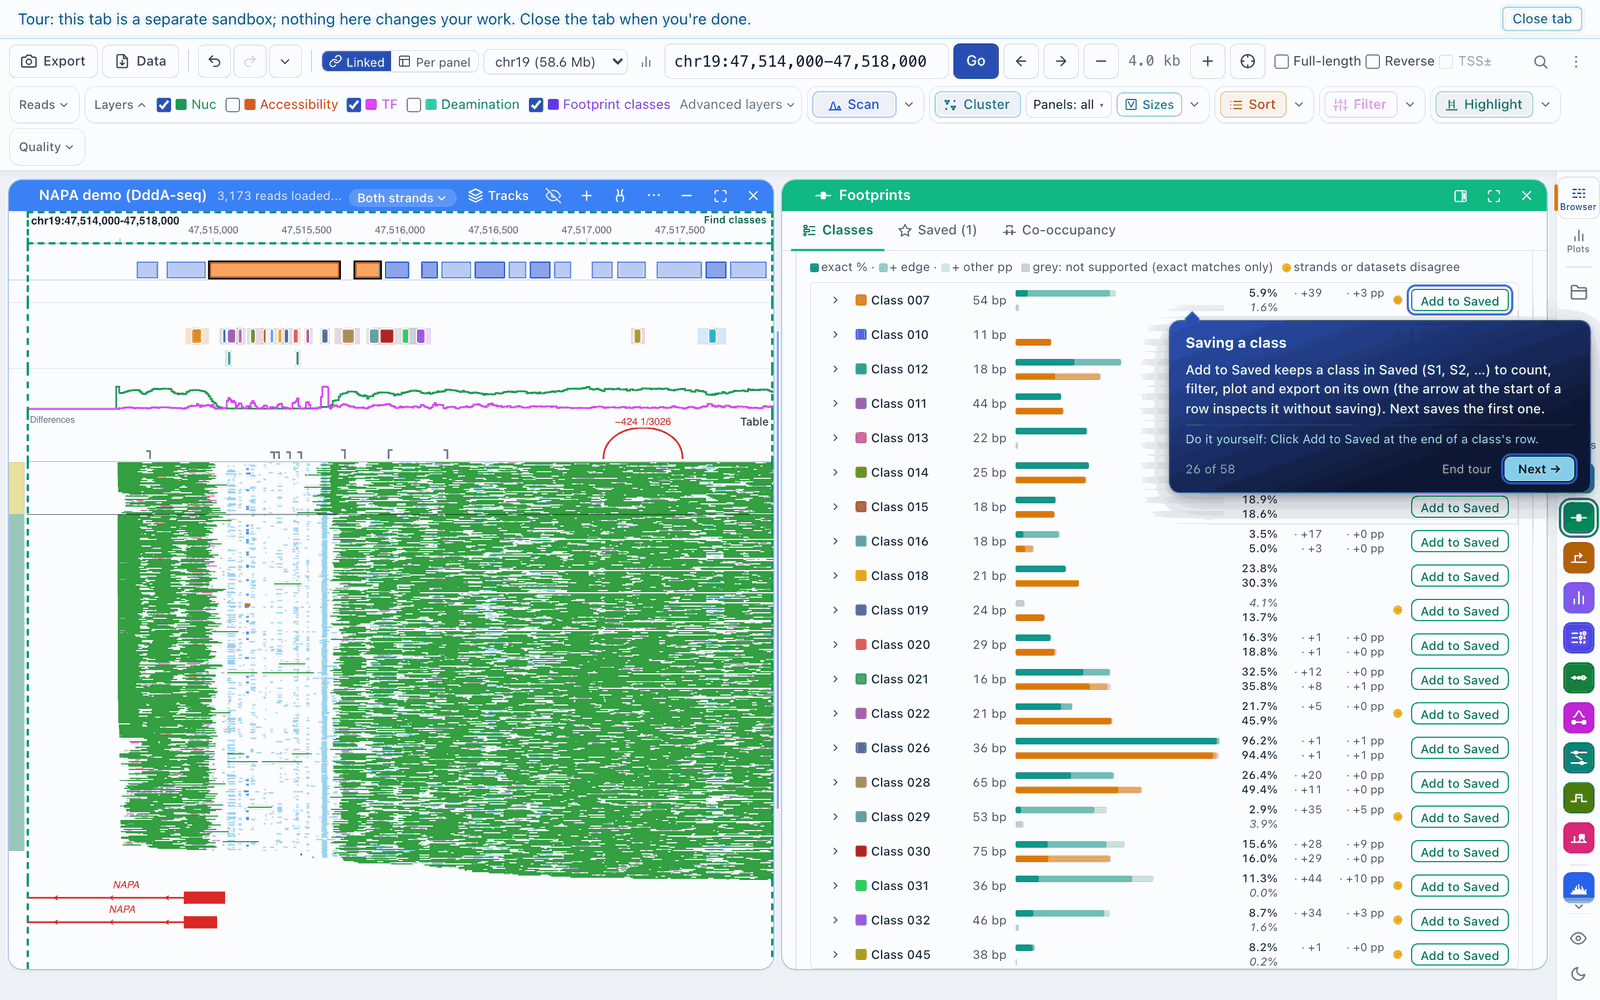 Tour: this tab is a separate sandbox; nothing here changes your work. Close the tab when you're done.
Close tab
Export
Data
Linked
Per panel
chr19 (58.6 Mb)
chr19:47,514,000–47,518,000
Go
4.0 kb
Full-length
Reverse
TSS±
Reads
Layers
Nuc
Accessibility
TF
Deamination
Footprint classes
Advanced layers
Scan
Cluster
Panels: all
Sizes
Sort
Filter
Highlight
Quality
NAPA demo (DddA-seq)
3,173 reads loaded...
Both strands
Tracks
chr19:47,514,000-47,518,000
Find classes
47,515,000
47,515,500
47,516,000
47,516,500
47,517,000
47,517,500
Differences
−424 1/3026
Table
NAPA
NAPA
Footprints
Classes
Saved (1)
Co-occupancy
exact % · + edge · + other pp grey: not supported (exact matches only) strands or datasets disagree
Class 007 54 bp 5.9% · +39 · +3 pp Add to Saved
1.6%
Class 010 11 bp
Class 012 18 bp
Class 011 44 bp
Class 013 22 bp
Class 014 25 bp
Class 015 18 bp 18.9% Add to Saved
18.6%
Class 016 18 bp 3.5% · +17 · +0 pp Add to Saved
5.0% · +3 · +0 pp
Class 018 21 bp 23.8% Add to Saved
30.3%
Class 019 24 bp 4.1% Add to Saved
13.7%
Class 020 29 bp 16.3% · +1 · +0 pp Add to Saved
18.8% · +1 · +0 pp
Class 021 16 bp 32.5% · +12 · +0 pp Add to Saved
35.8% · +8 · +1 pp
Class 022 21 bp 21.7% · +5 · +0 pp Add to Saved
45.9%
Class 026 36 bp 96.2% · +1 · +1 pp Add to Saved
94.4% · +1 · +1 pp
Class 028 65 bp 26.4% · +20 · +0 pp Add to Saved
49.4% · +11 · +0 pp
Class 029 53 bp 2.9% · +35 · +5 pp Add to Saved
3.9%
Class 030 75 bp 15.6% · +28 · +9 pp Add to Saved
16.0% · +29 · +0 pp
Class 031 36 bp 11.3% · +44 · +10 pp Add to Saved
0.0%
Class 032 46 bp 8.7% · +34 · +3 pp Add to Saved
1.6%
Class 045 38 bp 8.2% · +1 · +0 pp Add to Saved
0.2%
Saving a class
Add to Saved keeps a class in Saved (S1, S2, ...) to count,
filter, plot and export on its own (the arrow at the start of a
row inspects it without saving). Next saves the first one.
Do it yourself: Click Add to Saved at the end of a class's row.
26 of 58
End tour
Next →
Browser
Plots